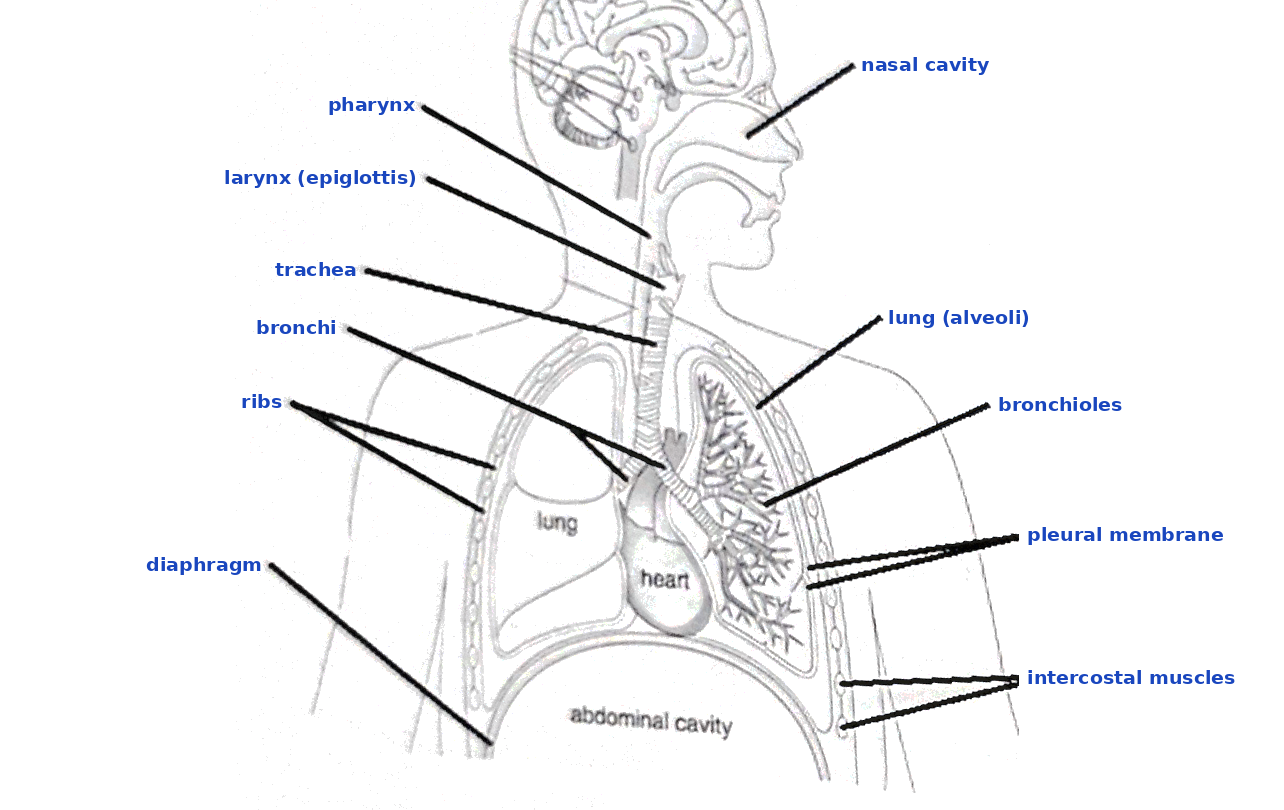 nasal cavity
pharynx
larynx (epiglottis)
trachea
lung (alveoli)
bronchi
ribs
bronchioles
lung
pleural membrane
diaphragm
heart
intercostal muscles
abdominal cavity